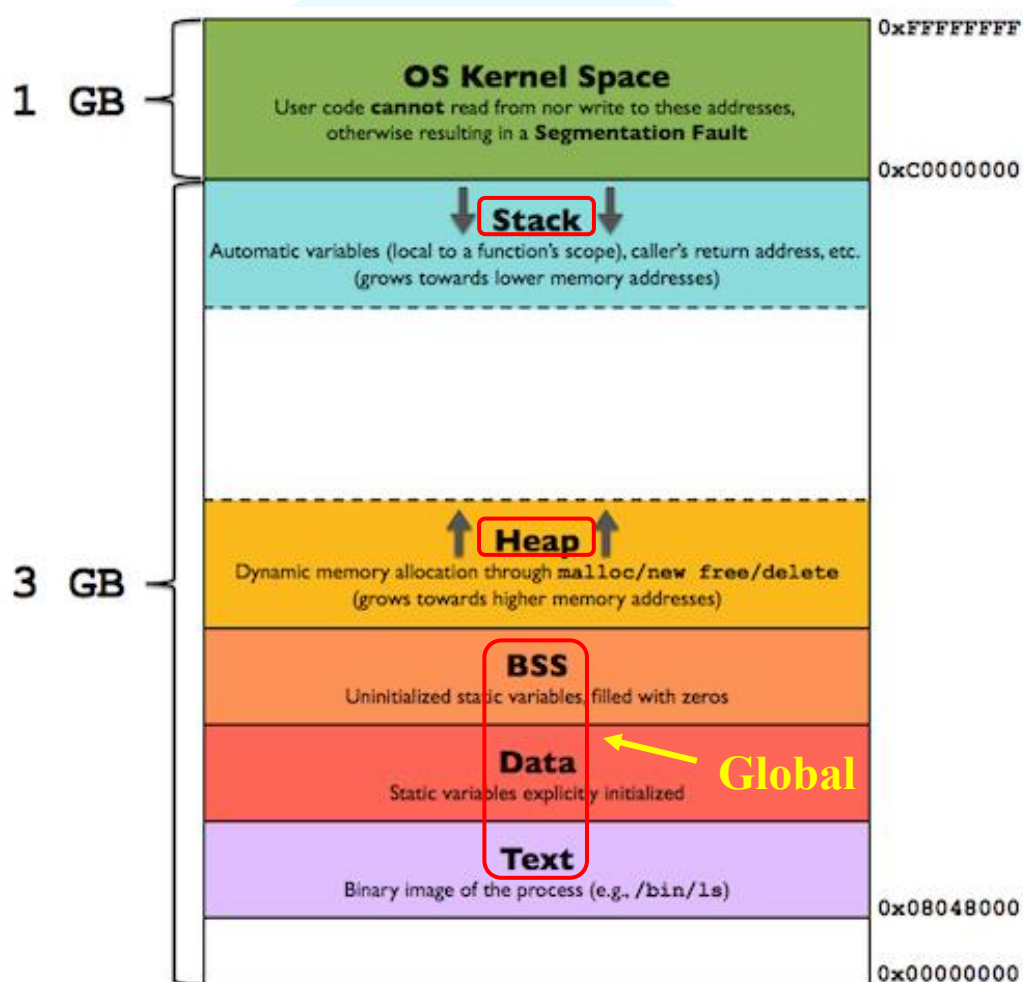 0xFFFFFFFF
1 GB
OS Kernel Space
User code cannot read from nor write to these addresses,
otherwise resulting in a Segmentation Fault
0xC0000000
Stack
Automatic variables (local to a function's scope), caller's return address, etc.
(grows towards lower memory addresses)
Heap
3 GB
Dynamic memory allocation through malloc/new free/delete
(grows towards higher memory addresses)
BSS
Uninitialized static variables, filled with zeros
Data
Global
Static variables explicitly initialized
Text
Binary image of the process (e.g., /bin/ls)
0x08048000
0x00000000